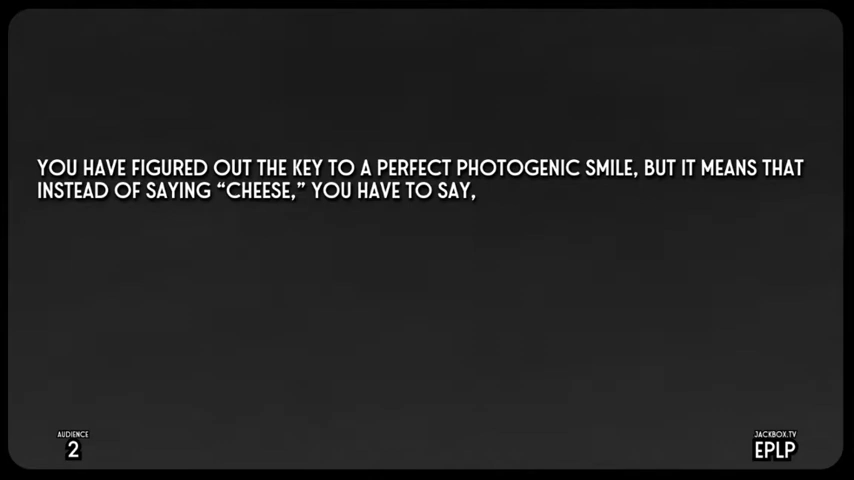 YOU HAVE FIGURED OUT THE KEY TO A PERFECT PHOTOGENIC SMILE, BUT IT MEANS THAT
INSTEAD OF SAYING “CHEESE,” YOU HAVE TO SAY,
AUDIENCE
2
JACKBOX.TV
EPLP